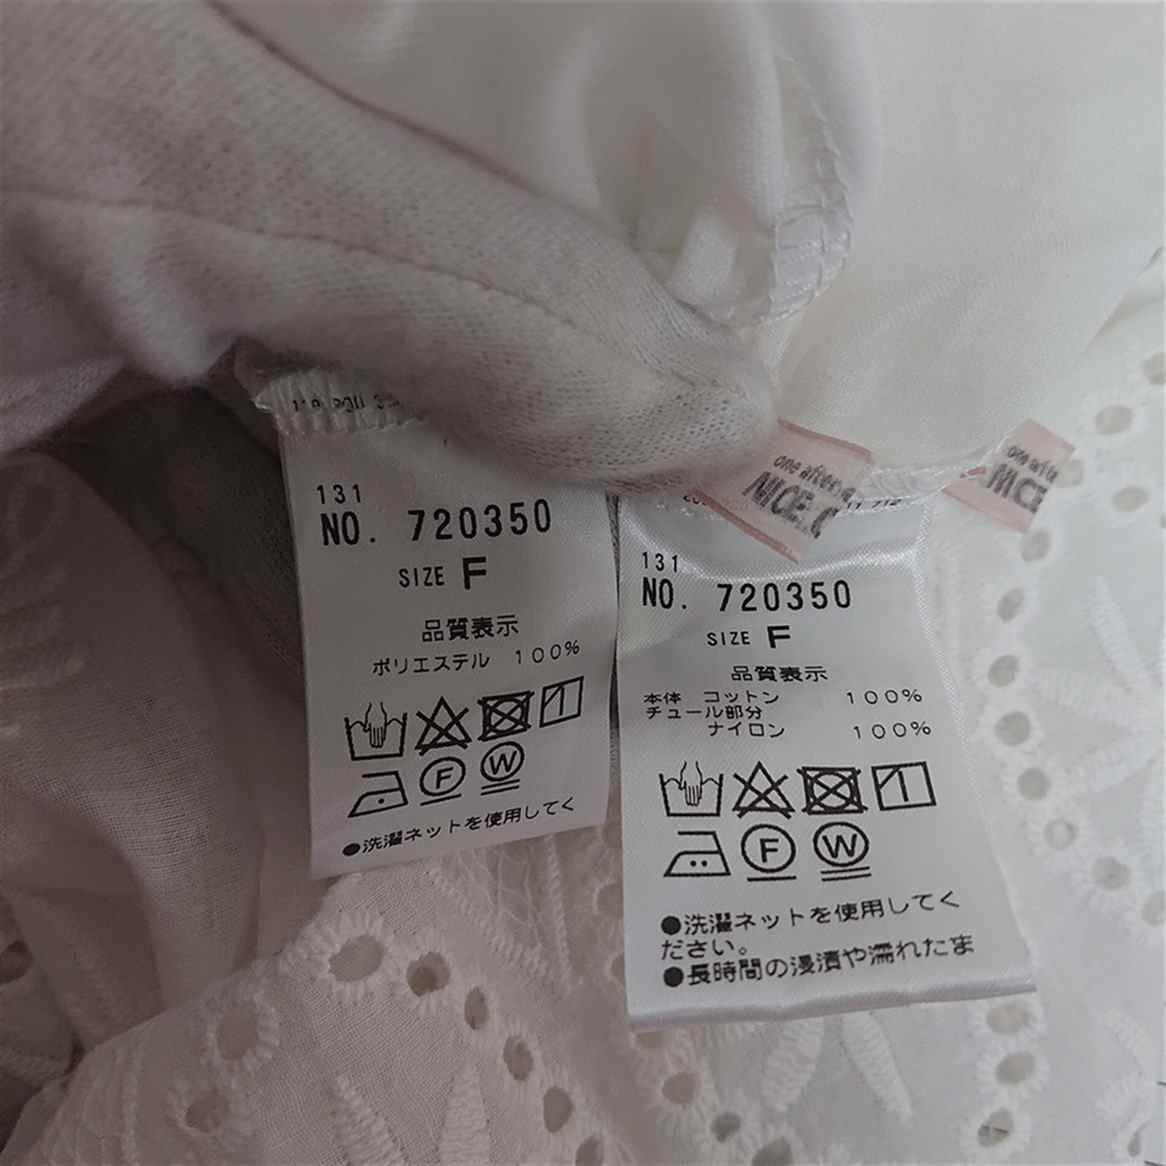 131
NO. 720350
SIZE F
品質表示
ポリエステル 100%
F W
●洗濯ネットを使用してく
one after
NICE
one afte
NICE
131
NO. 720350
SIZE F
品質表示
本体 コットン 100%
チュール部分
ナイロン 100%
F W
●洗濯ネットを使用してく
ださい。
●長時間の浸漬や濡れたま